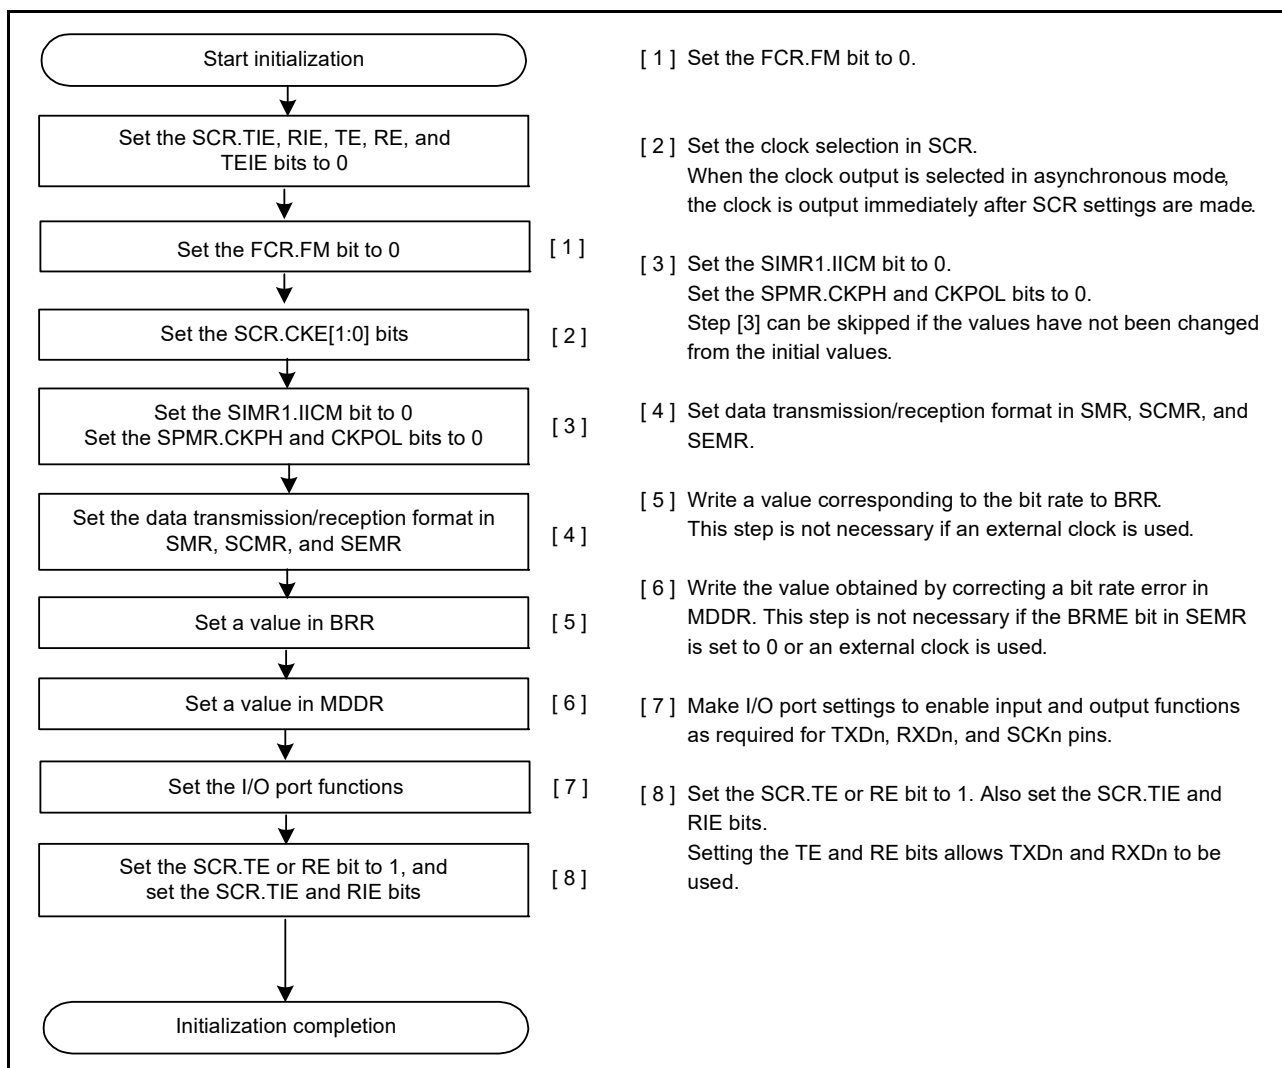 Start initialization
Set the SCR.TIE, RIE, TE, RE, and
TEIE bits to 0
Set the FCR.FM bit to 0
[ 1 ]
Set the SCR.CKE[1:0] bits
[ 2 ]
Set the SIMR1.IICM bit to 0
Set the SPMR.CKPH and CKPOL bits to 0
[ 3 ]
Set the data transmission/reception format in
SMR, SCMR, and SEMR
[ 4 ]
Set a value in BRR
[ 5 ]
Set a value in MDDR
[ 6 ]
Set the I/O port functions
[ 7 ]
Set the SCR.TE or RE bit to 1, and
set the SCR.TIE and RIE bits
[ 8 ]
Initialization completion
[ 1 ] Set the FCR.FM bit to 0.
[ 2 ] Set the clock selection in SCR.
When the clock output is selected in asynchronous mode,
the clock is output immediately after SCR settings are made.
[ 3 ] Set the SIMR1.IICM bit to 0.
Set the SPMR.CKPH and CKPOL bits to 0.
Step [3] can be skipped if the values have not been changed
from the initial values.
[ 4 ] Set data transmission/reception format in SMR, SCMR, and
SEMR.
[ 5 ] Write a value corresponding to the bit rate to BRR.
This step is not necessary if an external clock is used.
[ 6 ] Write the value obtained by correcting a bit rate error in
MDDR. This step is not necessary if the BRME bit in SEMR
is set to 0 or an external clock is used.
[ 7 ] Make I/O port settings to enable input and output functions
as required for TXDn, RXDn, and SCKn pins.
[ 8 ] Set the SCR.TE or RE bit to 1. Also set the SCR.TIE and
RIE bits.
Setting the TE and RE bits allows TXDn and RXDn to be
used.